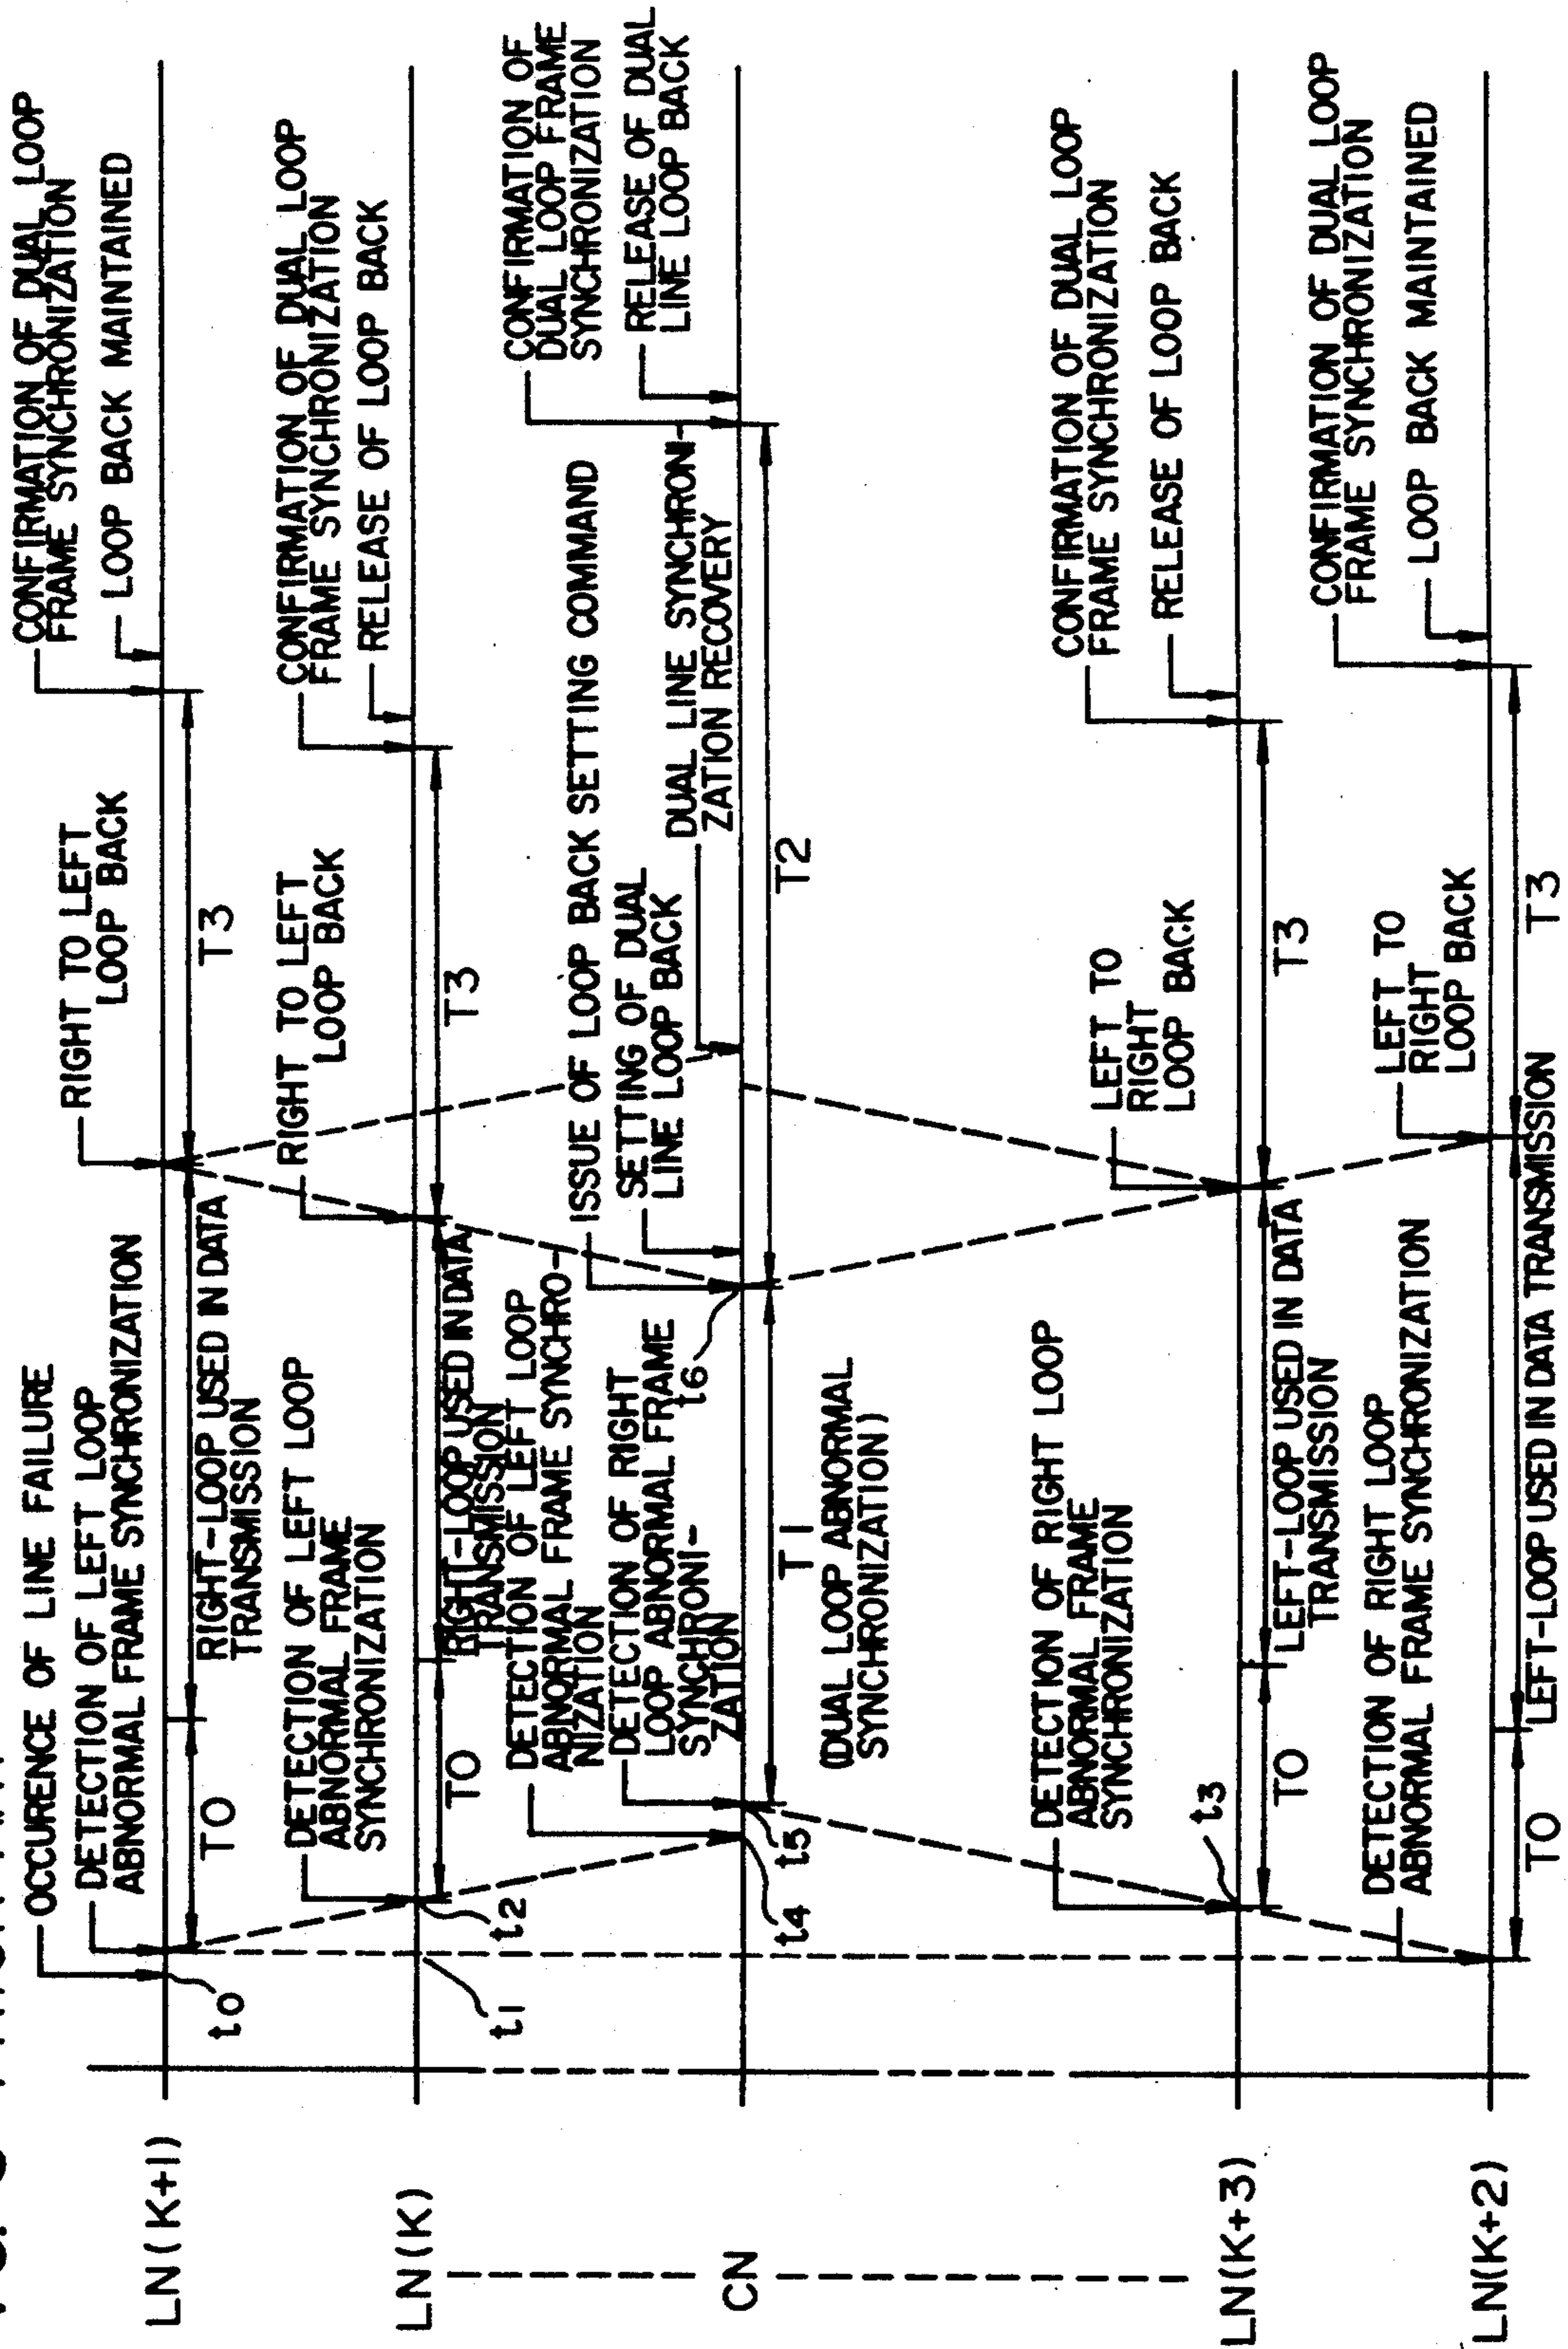 LN(K+1)
OCCURENCE OF LINE FAILURE
DETECTION OF LEFT LOOP
ABNORMAL FRAME SYNCHRONIZATION
t0
T0
RIGHT-LOOP USED IN DATA
TRANSMISSION
RIGHT TO LEFT
LOOP BACK
T3
CONFIRMATION OF DUAL LOOP
FRAME SYNCHRONIZATION
LOOP BACK MAINTAINED
LN(K)
DETECTION OF LEFT LOOP
ABNORMAL FRAME
SYNCHRONIZATION
t1
t2
T0
RIGHT-LOOP USED IN DATA
TRANSMISSION
RIGHT TO LEFT
LOOP BACK
T3
CONFIRMATION OF DUAL LOOP
FRAME SYNCHRONIZATION
RELEASE OF LOOP BACK
CN
DETECTION OF LEFT LOOP
ABNORMAL FRAME SYNCHRO-
NIZATION
DETECTION OF RIGHT
LOOP ABNORMAL FRAME
SYNCHRONI-
ZATION
t4
t5
t6
T1
(DUAL LOOP ABNORMAL
SYNCHRONIZATION)
ISSUE OF LOOP BACK SETTING COMMAND
SETTING OF DUAL
LINE LOOP BACK
DUAL LINE SYNCHRONI-
ZATION RECOVERY
T2
CONFIRMATION OF
DUAL LOOP FRAME
SYNCHRONIZATION
RELEASE OF DUAL
LINE LOOP BACK
LN(K+3)
DETECTION OF RIGHT LOOP
ABNORMAL FRAME
SYNCHRONIZATION
t3
T0
LEFT-LOOP USED IN DATA
TRANSMISSION
LEFT TO
RIGHT
LOOP BACK
T3
CONFIRMATION OF DUAL LOOP
FRAME SYNCHRONIZATION
RELEASE OF LOOP BACK
LN(K+2)
DETECTION OF RIGHT LOOP
ABNORMAL FRAME SYNCHRONIZATION
T0
LEFT-LOOP USED IN DATA TRANSMISSION
LEFT TO
RIGHT
LOOP BACK
T3
CONFIRMATION OF DUAL LOOP
FRAME SYNCHRONIZATION
LOOP BACK MAINTAINED